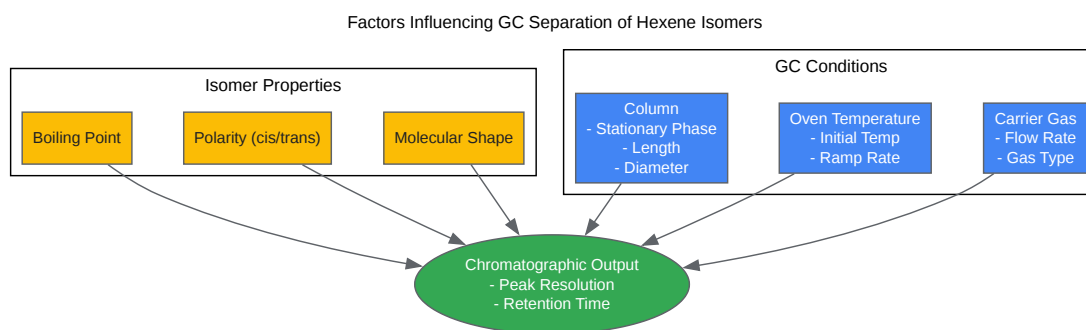 Factors Influencing GC Separation of Hexene Isomers
Isomer Properties
Boiling Point
Polarity (cis/trans)
Molecular Shape
GC Conditions
Column
- Stationary Phase
- Length
- Diameter
Oven Temperature
- Initial Temp
- Ramp Rate
Carrier Gas
- Flow Rate
- Gas Type
Chromatographic Output
- Peak Resolution
- Retention Time